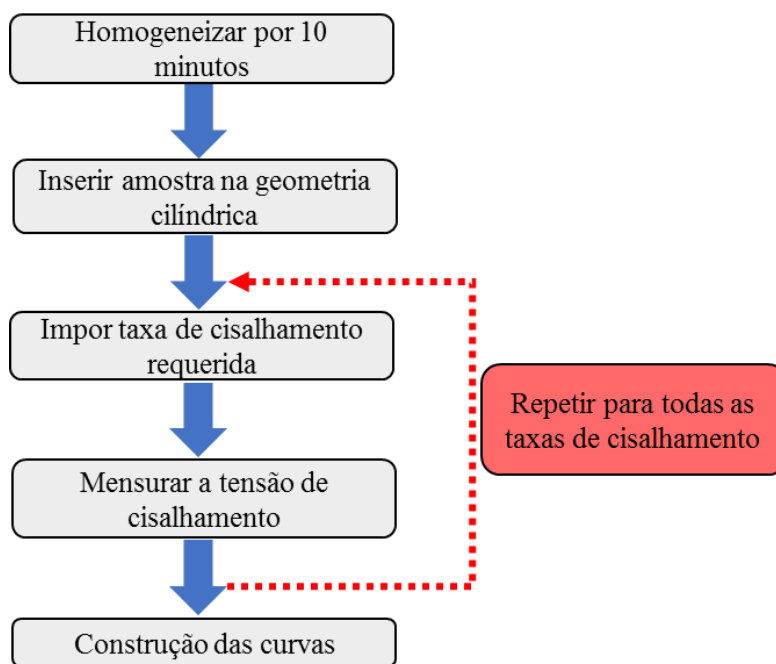 Homogeneizar por 10
minutos
Inserir amostra na geometria
cilíndrica
Impor taxa de cisalhamento
requerida
Repetir para todas as
taxas de cisalhamento
Mensurar a tensão de
cisalhamento
Construção das curvas